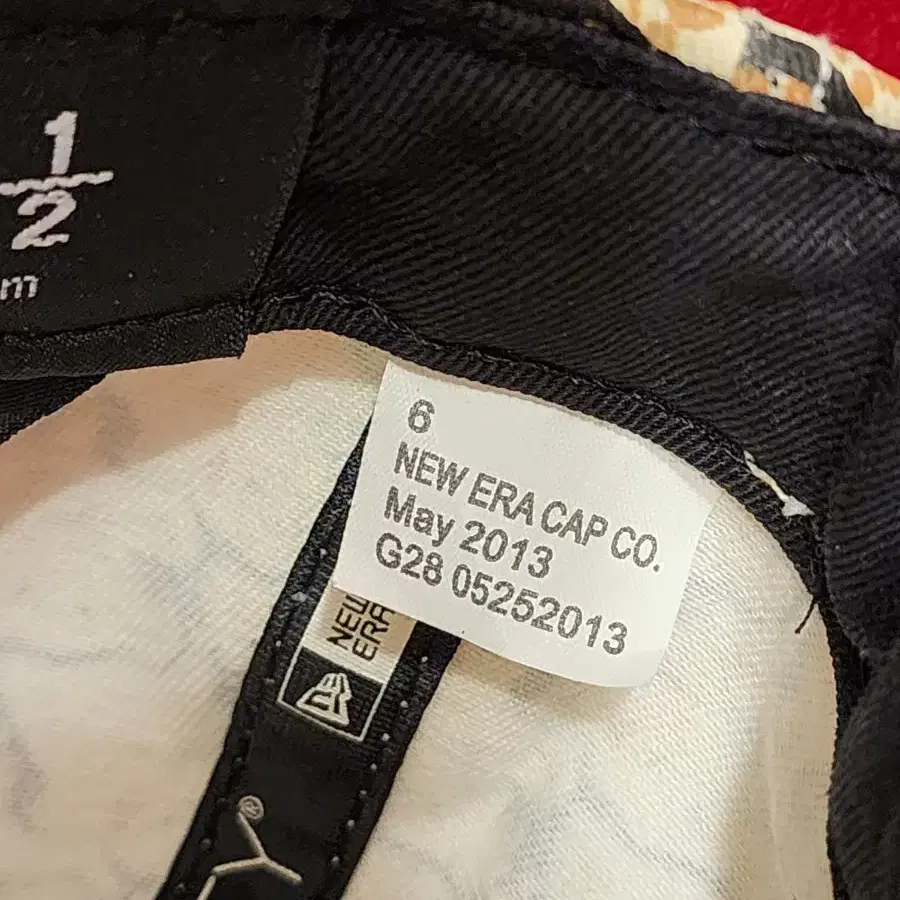 1
2
m
6
NEW ERA CAP CO.
May 2013
G28 05252013
NEW
ERA
Y®